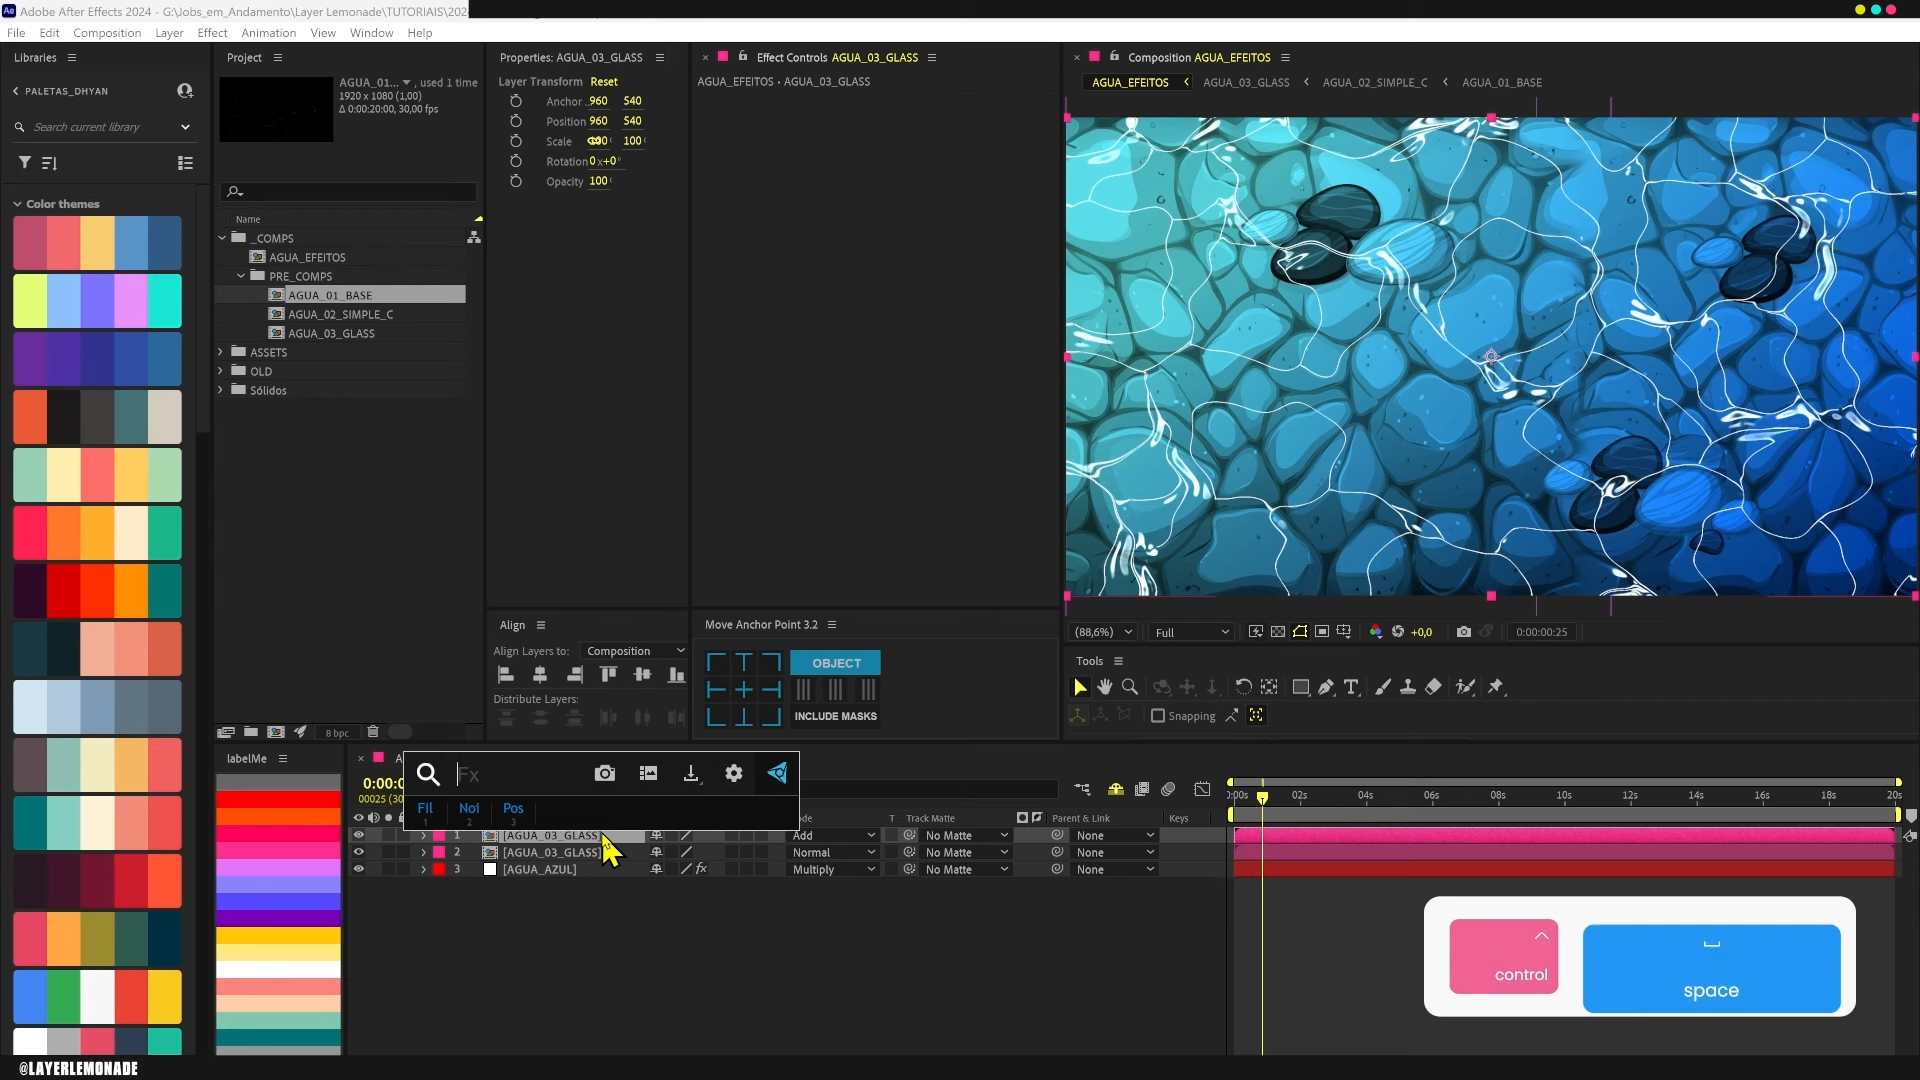 Adobe After Effects 2024 - G:\Jobs_em_Andamento\Layer Lemonade\TUTORIAIS\202
File Edit Composition Layer Effect Animation View Window Help
Libraries
PALETAS_DHYAN
Search current library
Color themes
Project
AGUA_01... , used 1 time
1920 x 1080 (1,00)
Δ 0:00:20:00, 30,00 fps
Name
_COMPS
AGUA_EFEITOS
PRE_COMPS
AGUA_01_BASE
AGUA_02_SIMPLE_C
AGUA_03_GLASS
ASSETS
OLD
Sólidos
8 bpc
Properties: AGUA_03_GLASS
Layer Transform Reset
Anchor .. 960 540
Position 960 540
Scale 100
Rotation 0x+0°
Opacity 100
Align
Align Layers to: Composition
Distribute Layers:
Effect Controls AGUA_03_GLASS
AGUA_EFEITOS • AGUA_03_GLASS
Move Anchor Point 3.2
OBJECT
INCLUDE MASKS
Composition AGUA_EFEITOS
AGUA_EFEITOS AGUA_03_GLASS AGUA_02_SIMPLE_C AGUA_01_BASE
(88,6%) Full +0,0 0:00:00:25
Tools
Snapping
labelMe
A
0:00:0
00025 (30
Fx
Fil Noi Pos
1 2 3
ode T Track Matte Parent & Link Keys
1 [AGUA_03_GLASS] Add No Matte None
2 [AGUA_03_GLASS] Normal No Matte None
3 [AGUA_AZUL] fx Multiply No Matte None
0:00s 02s 04s 06s 08s 10s 12s 14s 16s 18s 20s
control
space
@LAYERLEMONADE